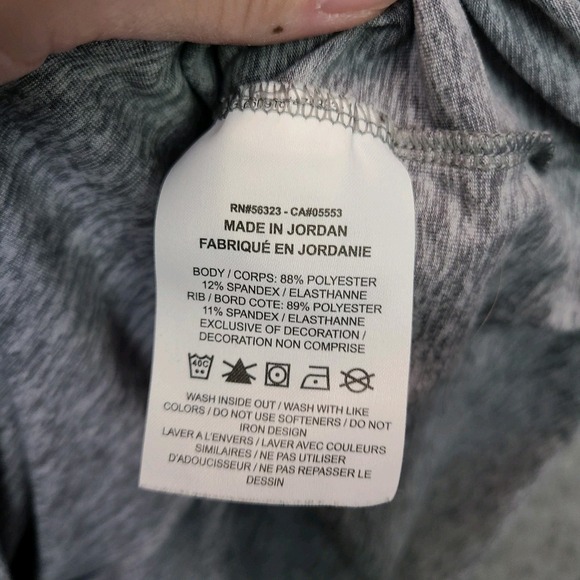 RN#56323 - CA#05553
MADE IN JORDAN
FABRIQUÉ EN JORDANIE
BODY / CORPS: 88% POLYESTER
12% SPANDEX / ELASTHANNE
RIB / BORD COTE: 89% POLYESTER
11% SPANDEX / ELASTHANNE
EXCLUSIVE OF DECORATION /
DECORATION NON COMPRISE
40C
WASH INSIDE OUT / WASH WITH LIKE
COLORS / DO NOT USE SOFTENERS / DO NOT
IRON DESIGN
LAVER A L'ENVERS / LAVER AVEC COULEURS
SIMILAIRES / NE PAS UTILISER
D'ADOUCISSEUR / NE PAS REPASSER LE
DESSIN